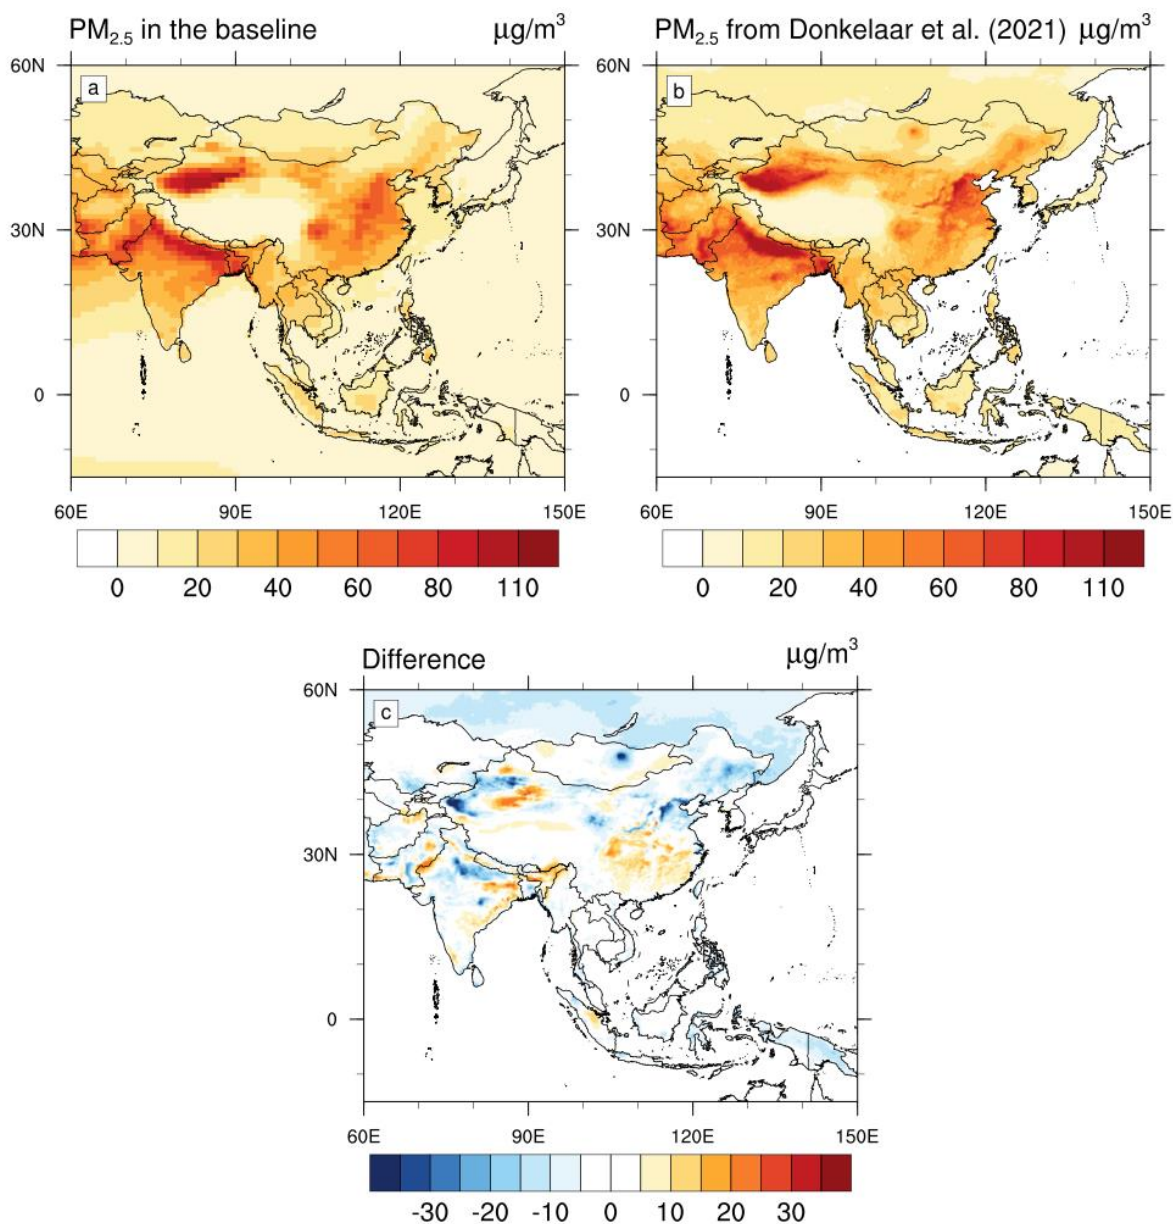 PM2.5 in the baseline μg/m3
PM2.5 from Donkelaar et al. (2021) μg/m3
60N
a
30N
0
60E 90E 120E 150E
0 20 40 60 80 110
60N
b
30N
0
60E 90E 120E 150E
0 20 40 60 80 110
Difference μg/m3
60N
c
30N
0
60E 90E 120E 150E
-30 -20 -10 0 10 20 30